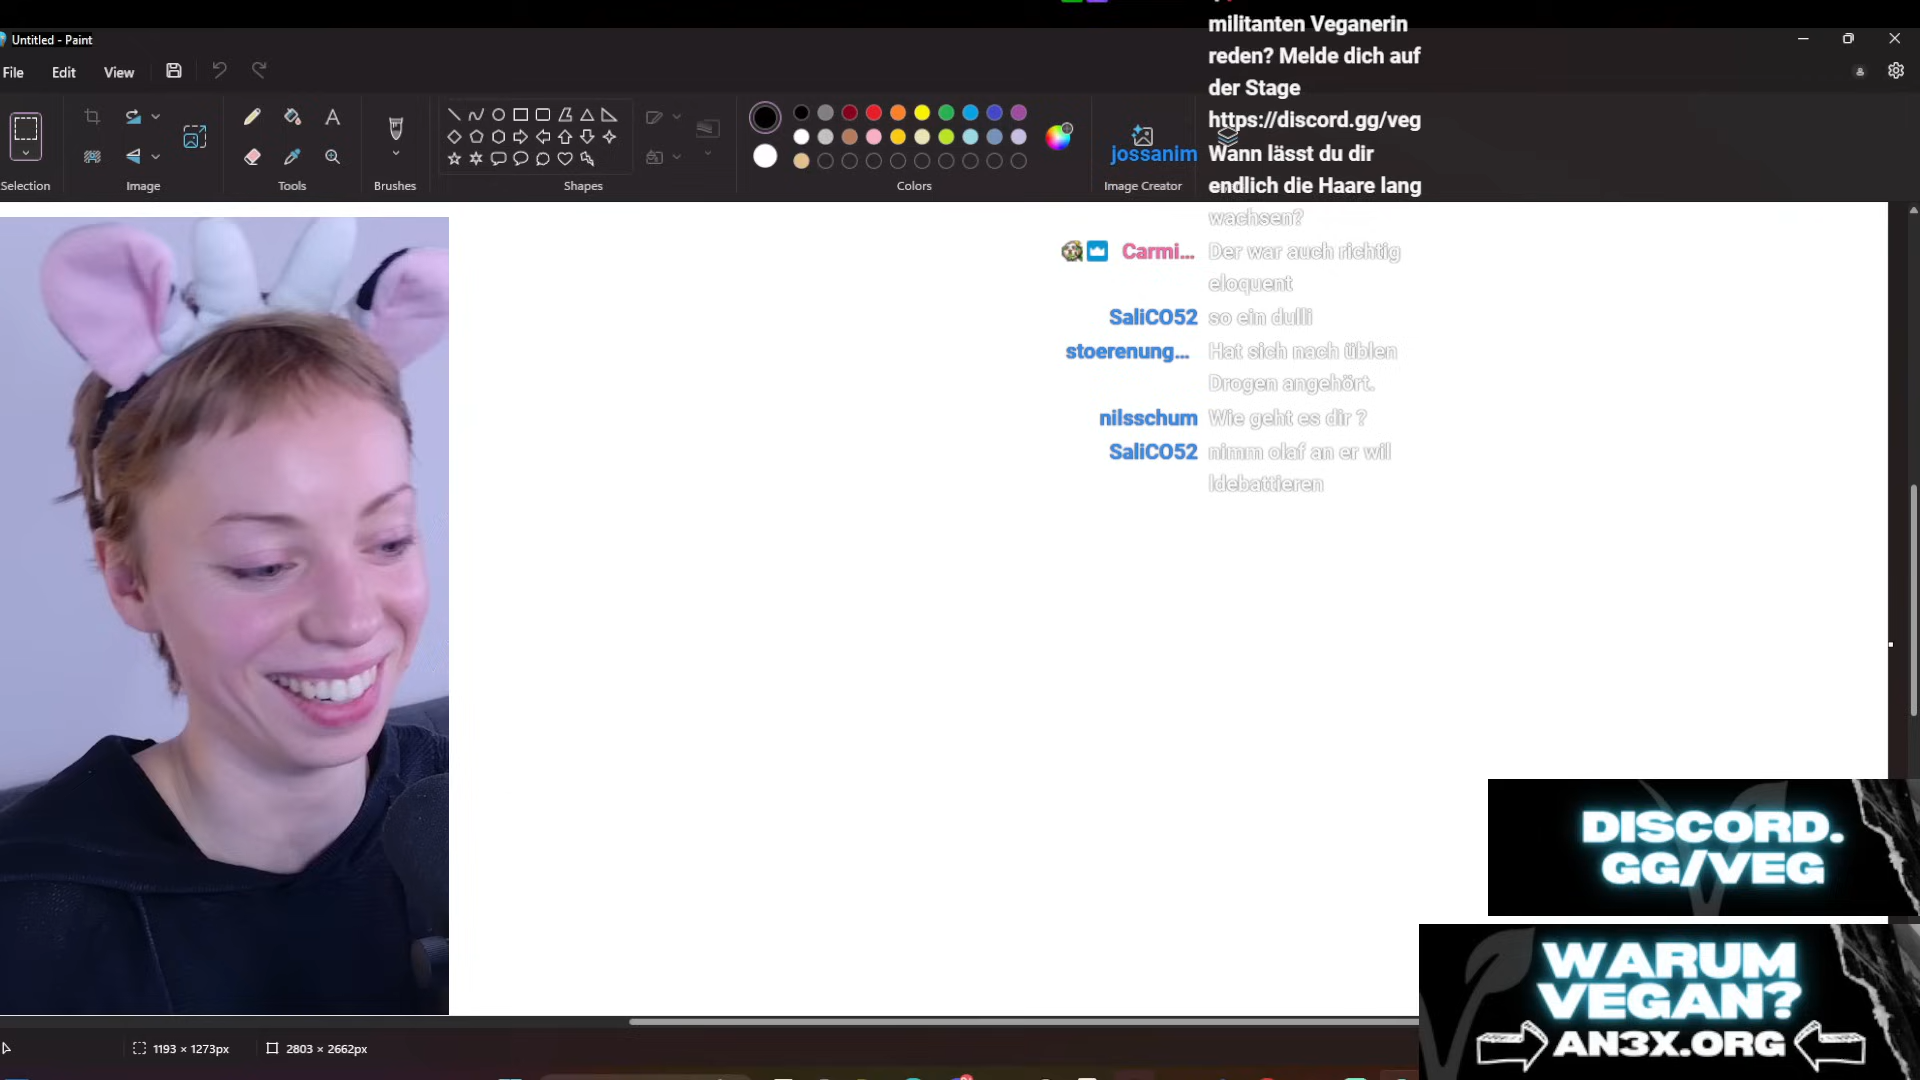 Untitled - Paint
File Edit View
Selection Image Tools Brushes Shapes Colors Image Creator
militanten Veganerin
reden? Melde dich auf
der Stage
https://discord.gg/veg
jossanim Wann lässt du dir
endlich die Haare lang
wachsen?
Carmi... Der war auch richtig
eloquent
SaliCO52 so ein dulli
stoerenung... Hat sich nach üblen
Drogen angehört.
nilsschum Wie geht es dir ?
SaliCO52 nimm olaf an er wil
ldebattieren
DISCORD.
GG/VEG
WARUM
VEGAN?
AN3X.ORG
1193 × 1273px 2803 × 2662px